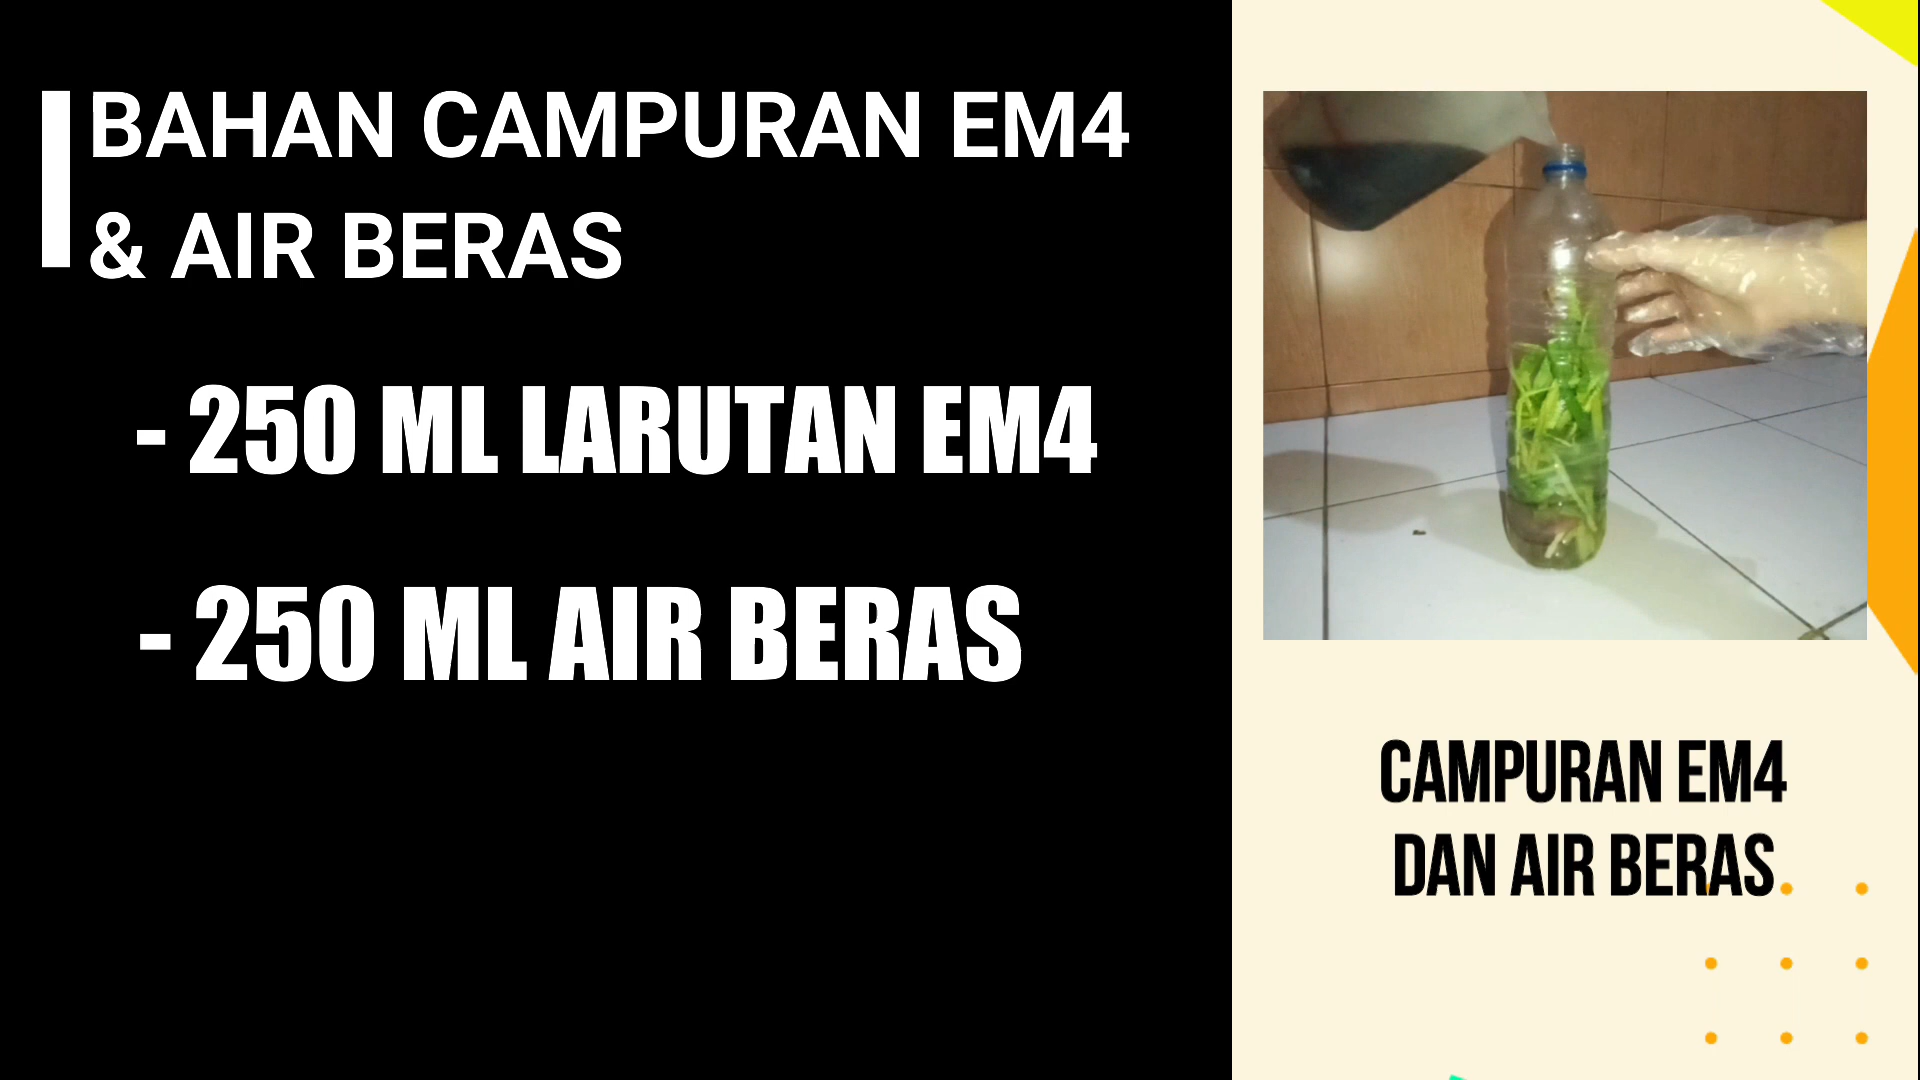 BAHAN CAMPURAN EM4
& AIR BERAS
- 250 ML LARUTAN EM4
- 250 ML AIR BERAS
CAMPURAN EM4
DAN AIR BERAS